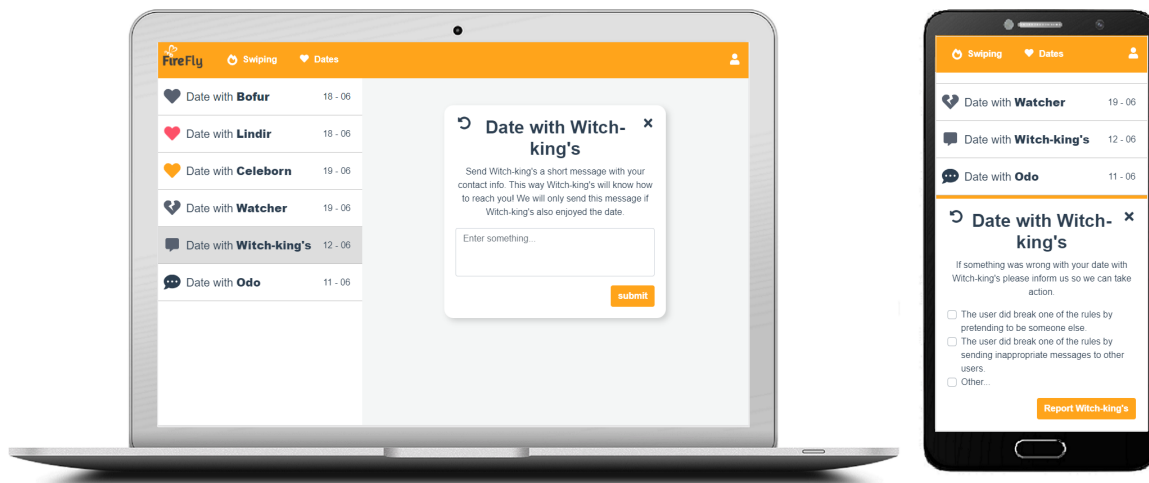 FireFly Swiping Dates
Date with Bofur 18 - 06
Date with Lindir 18 - 06
Date with Celeborn 19 - 06
Date with Watcher 19 - 06
Date with Witch-king's 12 - 06
Date with Odo 11 - 06
Date with Witch-
king's
Send Witch-king's a short message with your
contact info. This way Witch-king's will know how
to reach you! We will only send this message if
Witch-king's also enjoyed the date.
Enter something...
submit
Swiping Dates
Date with Watcher 19 - 06
Date with Witch-king's 12 - 06
Date with Odo 11 - 06
Date with Witch-
king's
If something was wrong with your date with
Witch-king's please inform us so we can take
action.
The user did break one of the rules by
pretending to be someone else.
The user did break one of the rules by
sending inappropriate messages to other
users.
Other...
Report Witch-king's